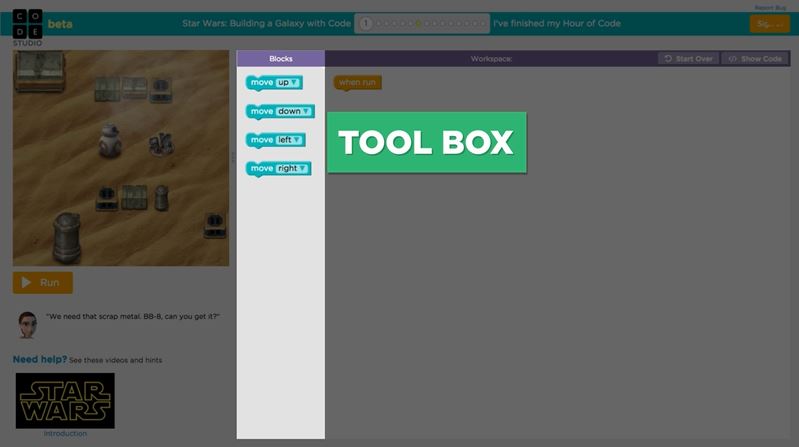 Report Bug
C O
D E
STUDIO
beta
Star Wars: Building a Galaxy with Code
1
I've finished my Hour of Code
Blocks
Workspace:
Start Over
</> Show Code
move up
move down
move left
move right
when run
TOOL BOX
Run
"We need that scrap metal. BB-8, can you get it?"
Need help? See these videos and hints
STAR
WARS
Introduction